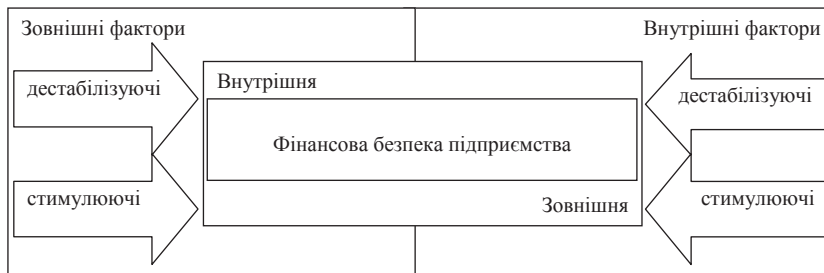 Зовнішні фактори
Внутрішні фактори
дестабілізуючі
Внутрішня
дестабілізуючі
Фінансова безпека підприємства
стимулюючі
Зовнішня
стимулюючі